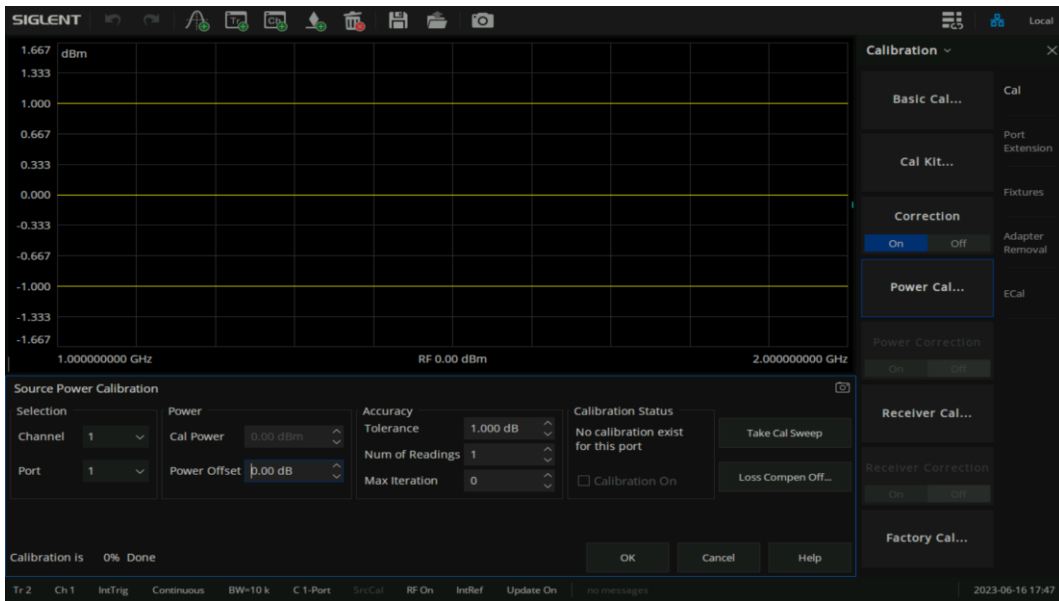 SIGLENT
Tr
Cb
Local
1.667
dBm
1.333
1.000
0.667
0.333
0.000
-0.333
-0.667
-1.000
-1.333
-1.667
1.000000000 GHz
RF 0.00 dBm
2.000000000 GHz
Calibration
Basic Cal...
Cal Kit...
Correction
On Off
Power Cal...
Power Correction
On Off
Receiver Cal...
Receiver Correction
On Off
Factory Cal...
Cal
Port
Extension
Fixtures
Adapter
Removal
ECal
Source Power Calibration
Selection
Channel 1
Port 1
Power
Cal Power 0.00 dBm
Power Offset 0.00 dB
Accuracy
Tolerance 1.000 dB
Num of Readings 1
Max Iteration 0
Calibration Status
No calibration exist
for this port
Calibration On
Take Cal Sweep
Loss Compen Off...
Calibration is 0% Done
OK Cancel Help
Tr 2 Ch 1 IntTrig Continuous BW=10 k C 1-Port SrcCal RF On IntRef Update On no messages 2023-06-16 17:47